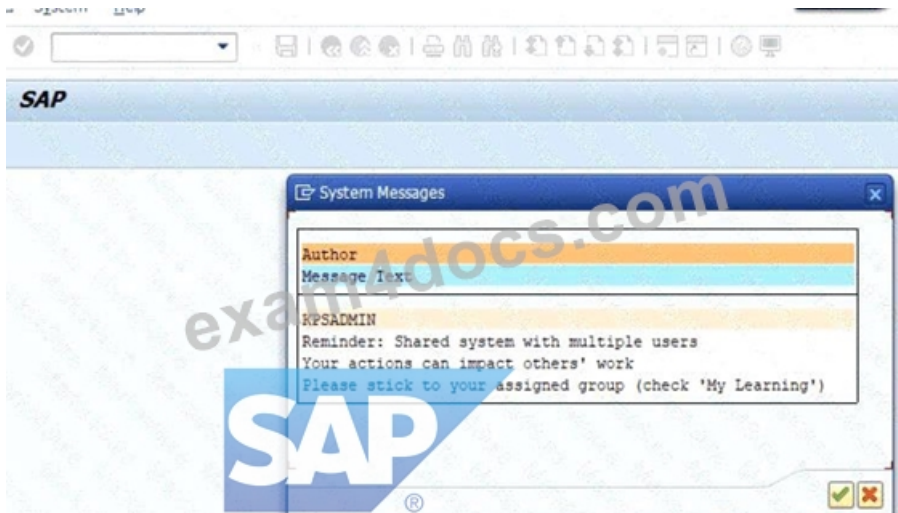 System Help
SAP
System Messages
Author
Message Text
KPSADMIN
Reminder: Shared system with multiple users
Your actions can impact others' work
Please stick to your assigned group (check 'My Learning')
exam4docs.com
SAP
®